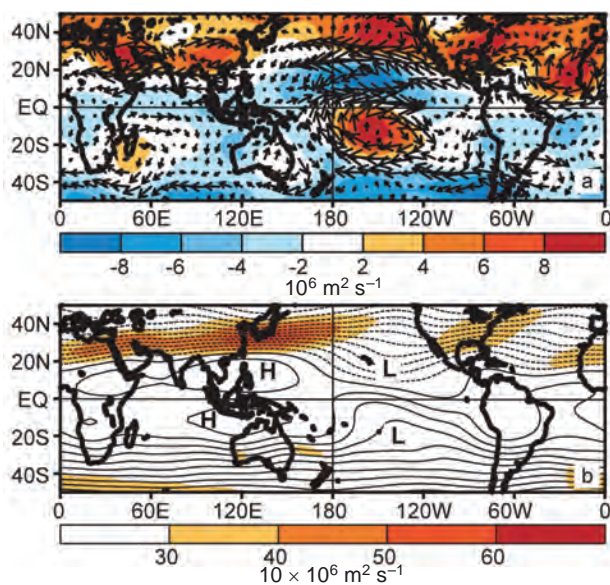 40N
20N
EQ
20S
40S
a
0 60E 120E 180 120W 60W 0
-8 -6 -4 -2 2 4 6 8
10⁶ m² s⁻¹
40N
20N
H L
EQ
H
20S L
40S
b
0 60E 120E 180 120W 60W 0
30 40 50 60
10 × 10⁶ m² s⁻¹